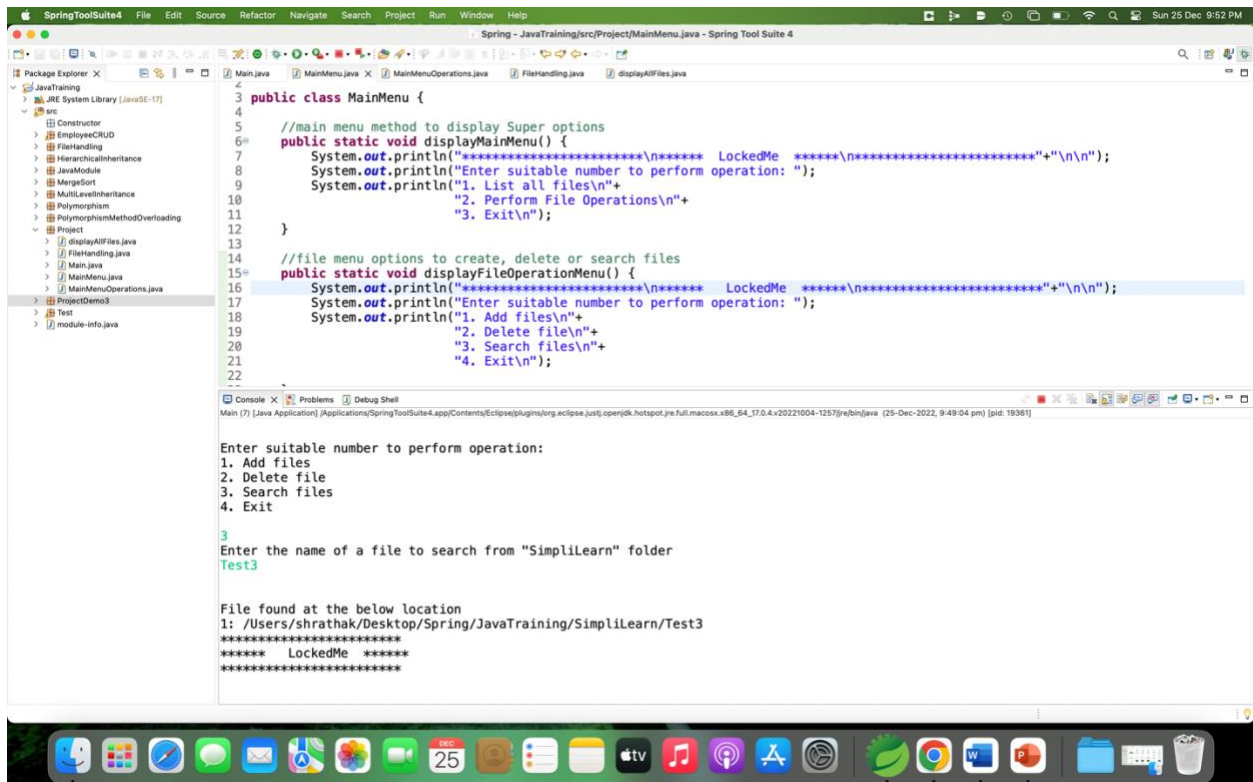 SpringToolSuite4 File Edit Source Refactor Navigate Search Project Run Window Help Sun 25 Dec 9:52 PM
Spring - JavaTraining/src/Project/MainMenu.java - Spring Tool Suite 4
Package Explorer
JavaTraining
JRE System Library [JavaSE-17]
src
Constructor
EmployeeCRUD
FileHandling
HierarchicalInheritance
JavaModule
MergeSort
MultiLevelInheritance
Polymorphism
PolymorphismMethodOverloading
Project
displayAllFiles.java
FileHandling.java
Main.java
MainMenu.java
MainMenuOperations.java
ProjectDemo3
Test
module-info.java
Main.java MainMenu.java MainMenuOperations.java FileHandling.java displayAllFiles.java
2
3 public class MainMenu {
4
5 //main menu method to display Super options
6 public static void displayMainMenu() {
7 System.out.println("************************\n****** LockedMe ******\n************************"+"\n\n");
8 System.out.println("Enter suitable number to perform operation: ");
9 System.out.println("1. List all files\n"+
10 "2. Perform File Operations\n"+
11 "3. Exit\n");
12 }
13
14 //file menu options to create, delete or search files
15 public static void displayFileOperationMenu() {
16 System.out.println("************************\n****** LockedMe ******\n************************"+"\n\n");
17 System.out.println("Enter suitable number to perform operation: ");
18 System.out.println("1. Add files\n"+
19 "2. Delete file\n"+
20 "3. Search files\n"+
21 "4. Exit\n");
22
Console Problems Debug Shell
Main (7) [Java Application] /Applications/SpringToolSuite4.app/Contents/Eclipse/plugins/org.eclipse.justj.openjdk.hotspot.jre.full.macosx.x86_64_17.0.4.v20221004-1257/jre/bin/java (25-Dec-2022, 9:49:04 pm) [pid: 19361]
Enter suitable number to perform operation:
1. Add files
2. Delete file
3. Search files
4. Exit
3
Enter the name of a file to search from "SimpliLearn" folder
Test3
File found at the below location
1: /Users/shrathak/Desktop/Spring/JavaTraining/SimpliLearn/Test3
************************
****** LockedMe ******
************************
DEC
25
tv
W
P